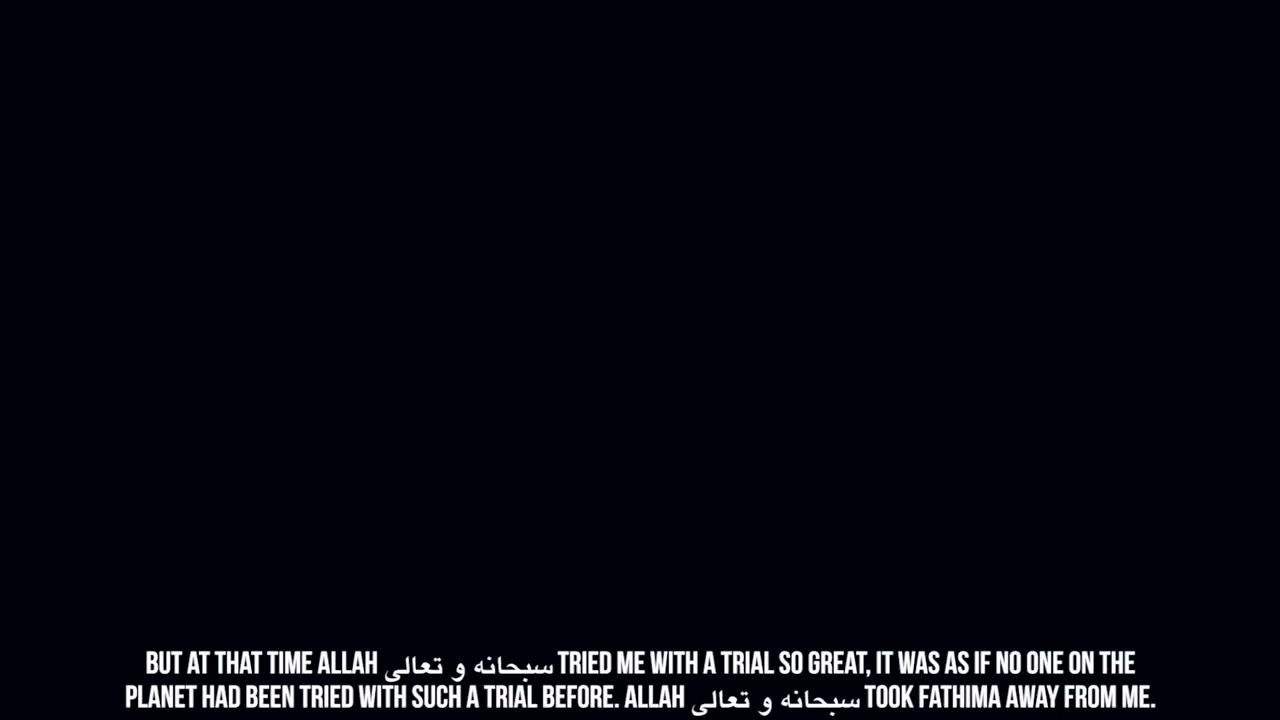 BUT AT THAT TIME ALLAH سبحانه و تعالى TRIED ME WITH A TRIAL SO GREAT, IT WAS AS IF NO ONE ON THE
PLANET HAD BEEN TRIED WITH SUCH A TRIAL BEFORE. ALLAH سبحانه و تعالى TOOK FATHIMA AWAY FROM ME.